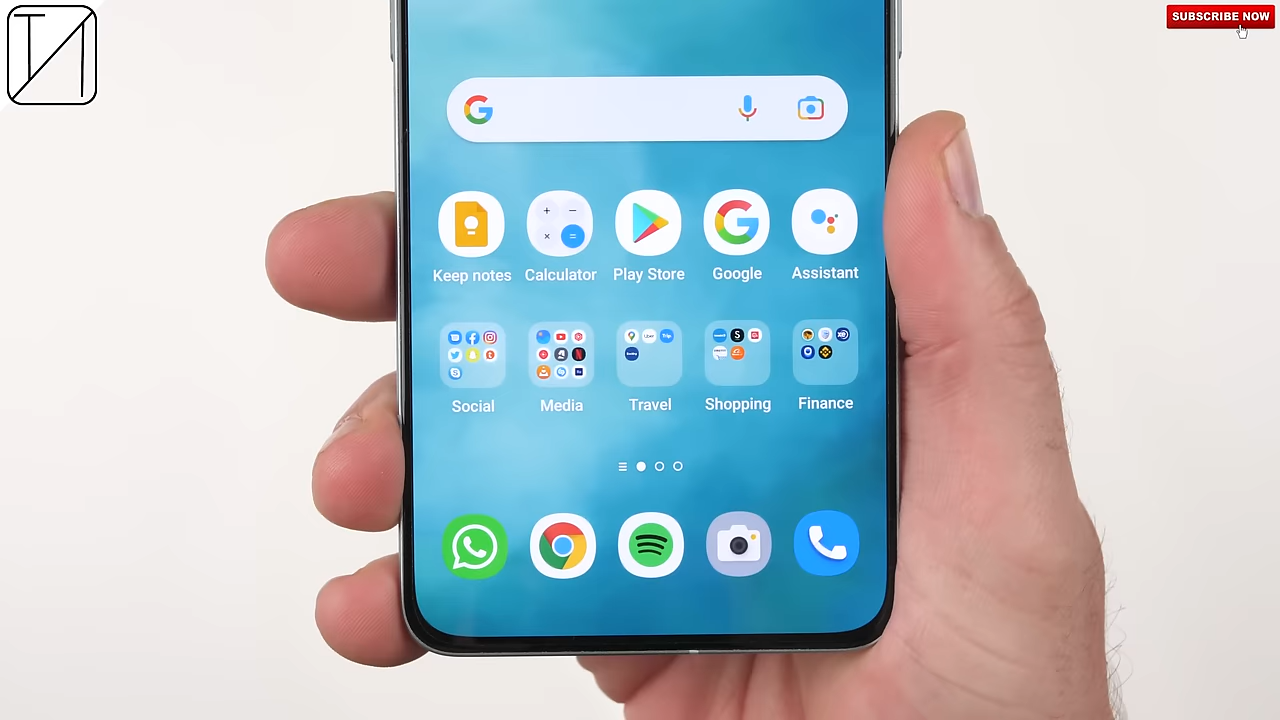 SUBSCRIBE NOW
Keep notes Calculator Play Store Google Assistant
Social Media Travel Shopping Finance